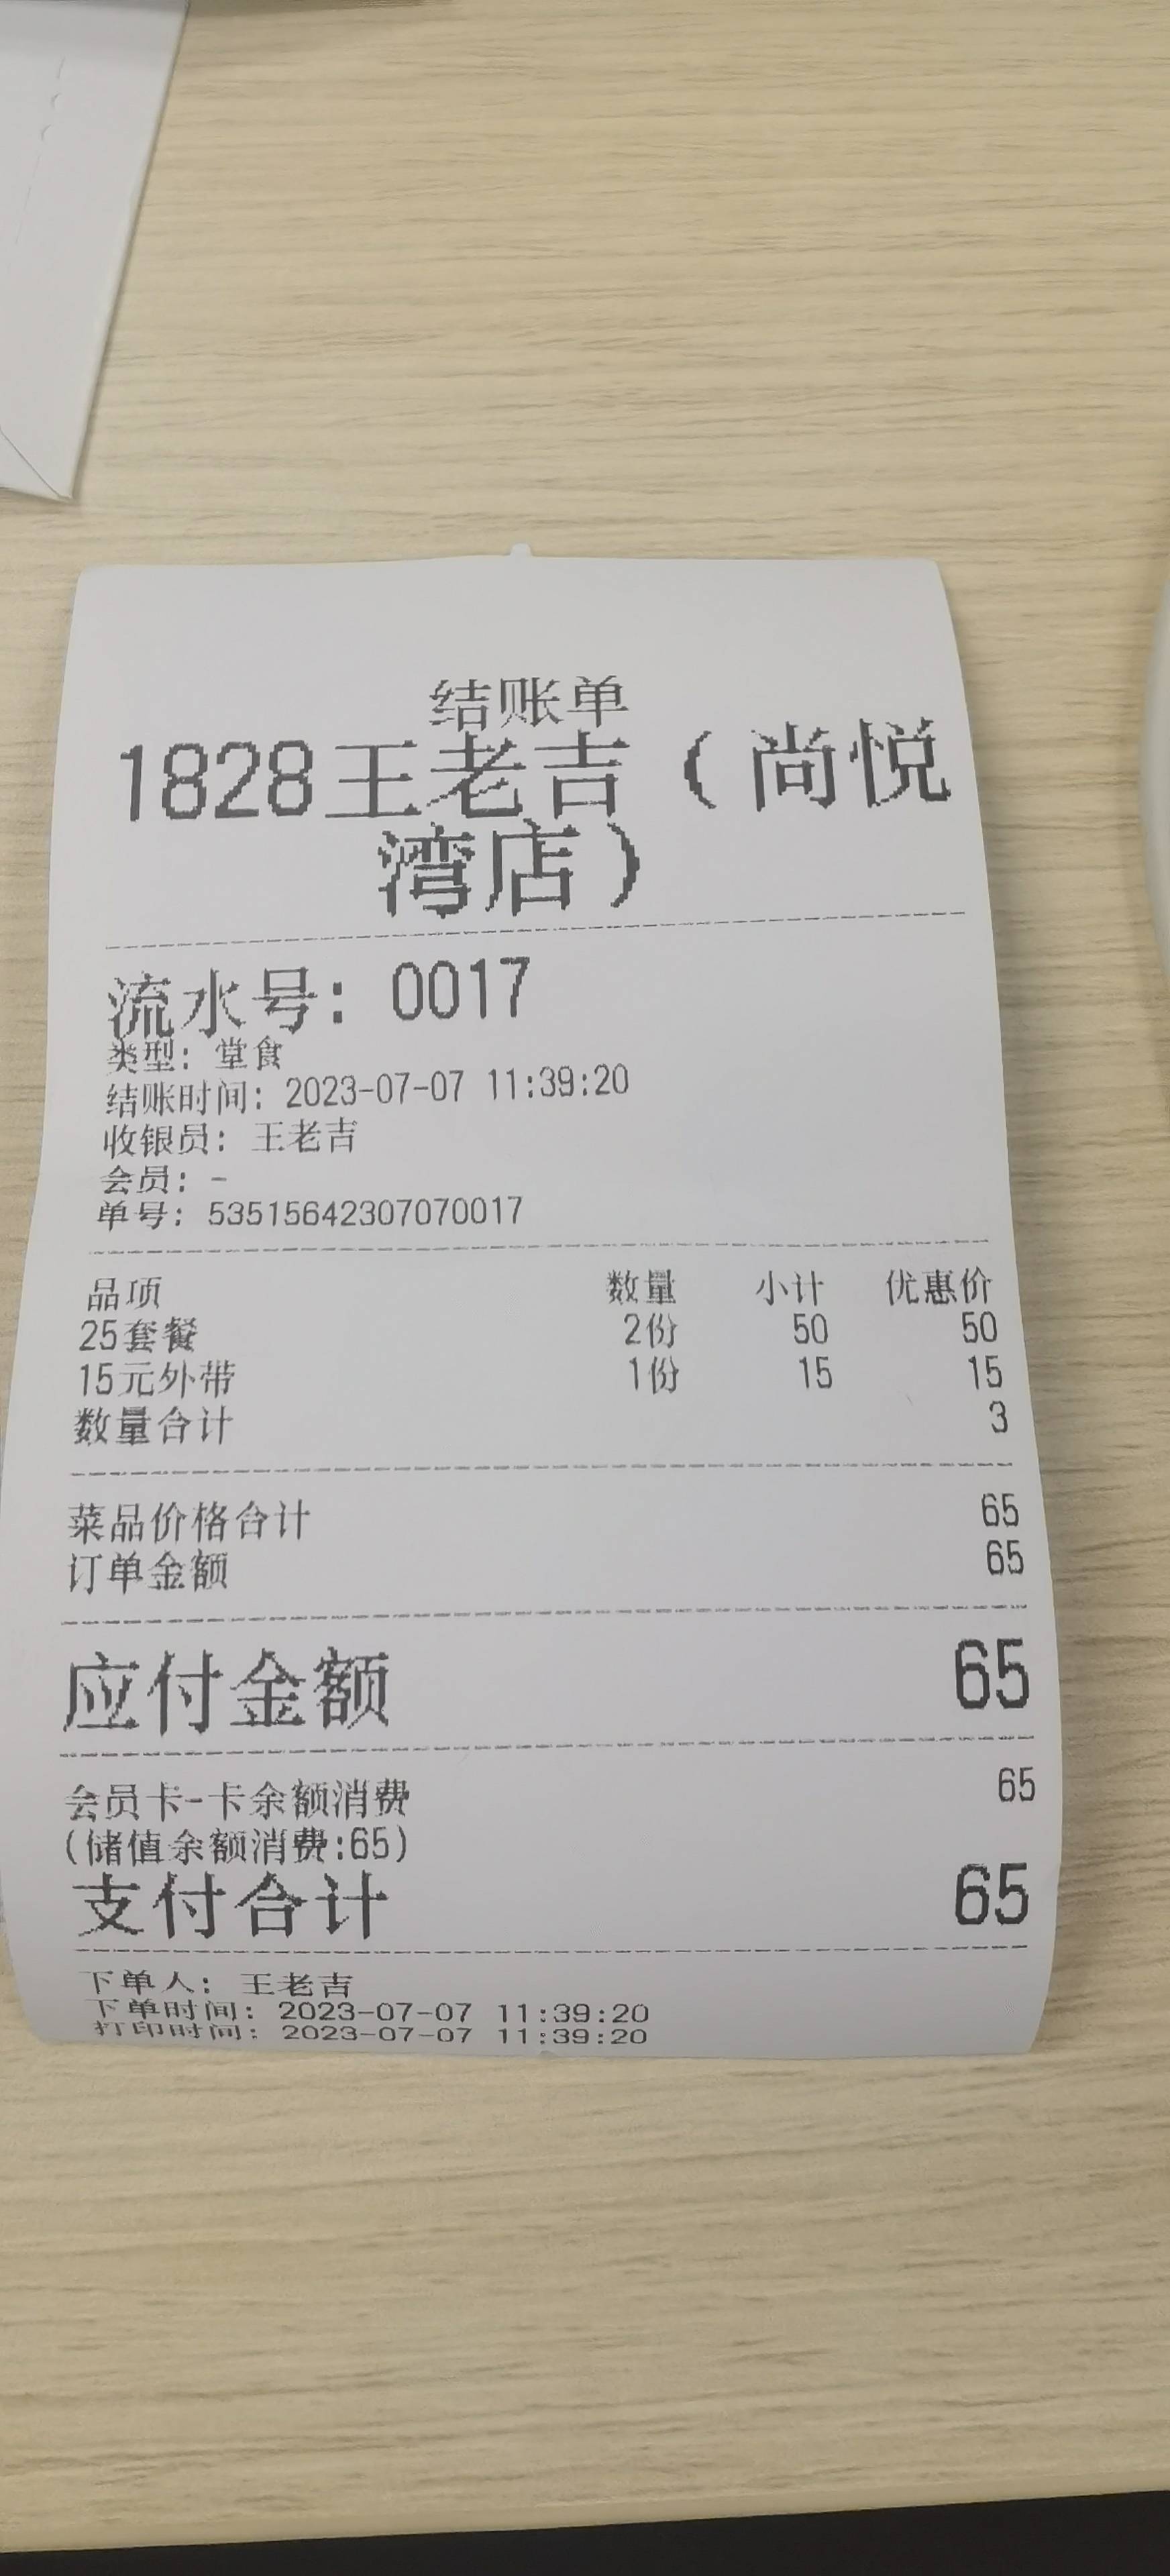 结账单
1828王老吉（尚悦
湾店）
流水号：0017
类型：堂食
结账时间：2023-07-07 11:39:20
收银员：王老吉
会员：-
单号：53515642307070017
品项 数量 小计 优惠价
25套餐 2份 50 50
15元外带 1份 15 15
数量合计 3
菜品价格合计 65
订单金额 65
应付金额 65
会员卡-卡余额消费 65
(储值余额消费:65)
支付合计 65
下单人：王老吉
下单时间：2023-07-07 11:39:20
打印时间：2023-07-07 11:39:20